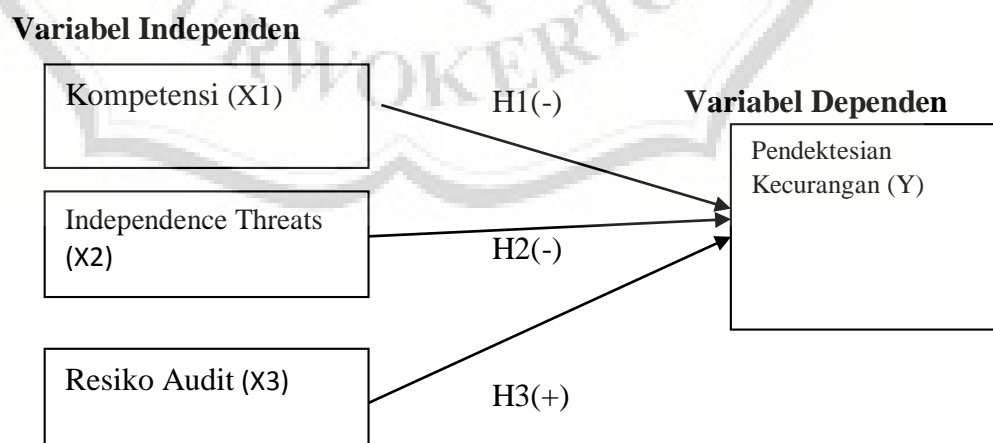 Variabel Independen
Kompetensi (X1)
H1(-)
Variabel Dependen
Pendektesian
Kecurangan (Y)
Independence Threats
(X2)
H2(-)
Resiko Audit (X3)
H3(+)